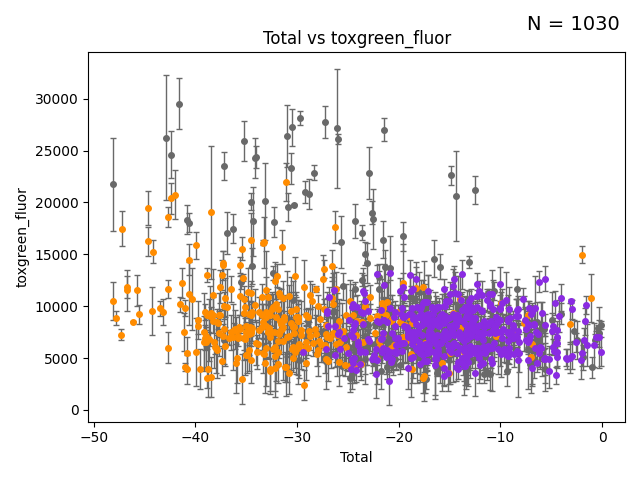 N = 1030
Total vs toxgreen_fluor
toxgreen_fluor
30000
25000
20000
15000
10000
5000
0
−50 −40 −30 −20 −10 0
Total